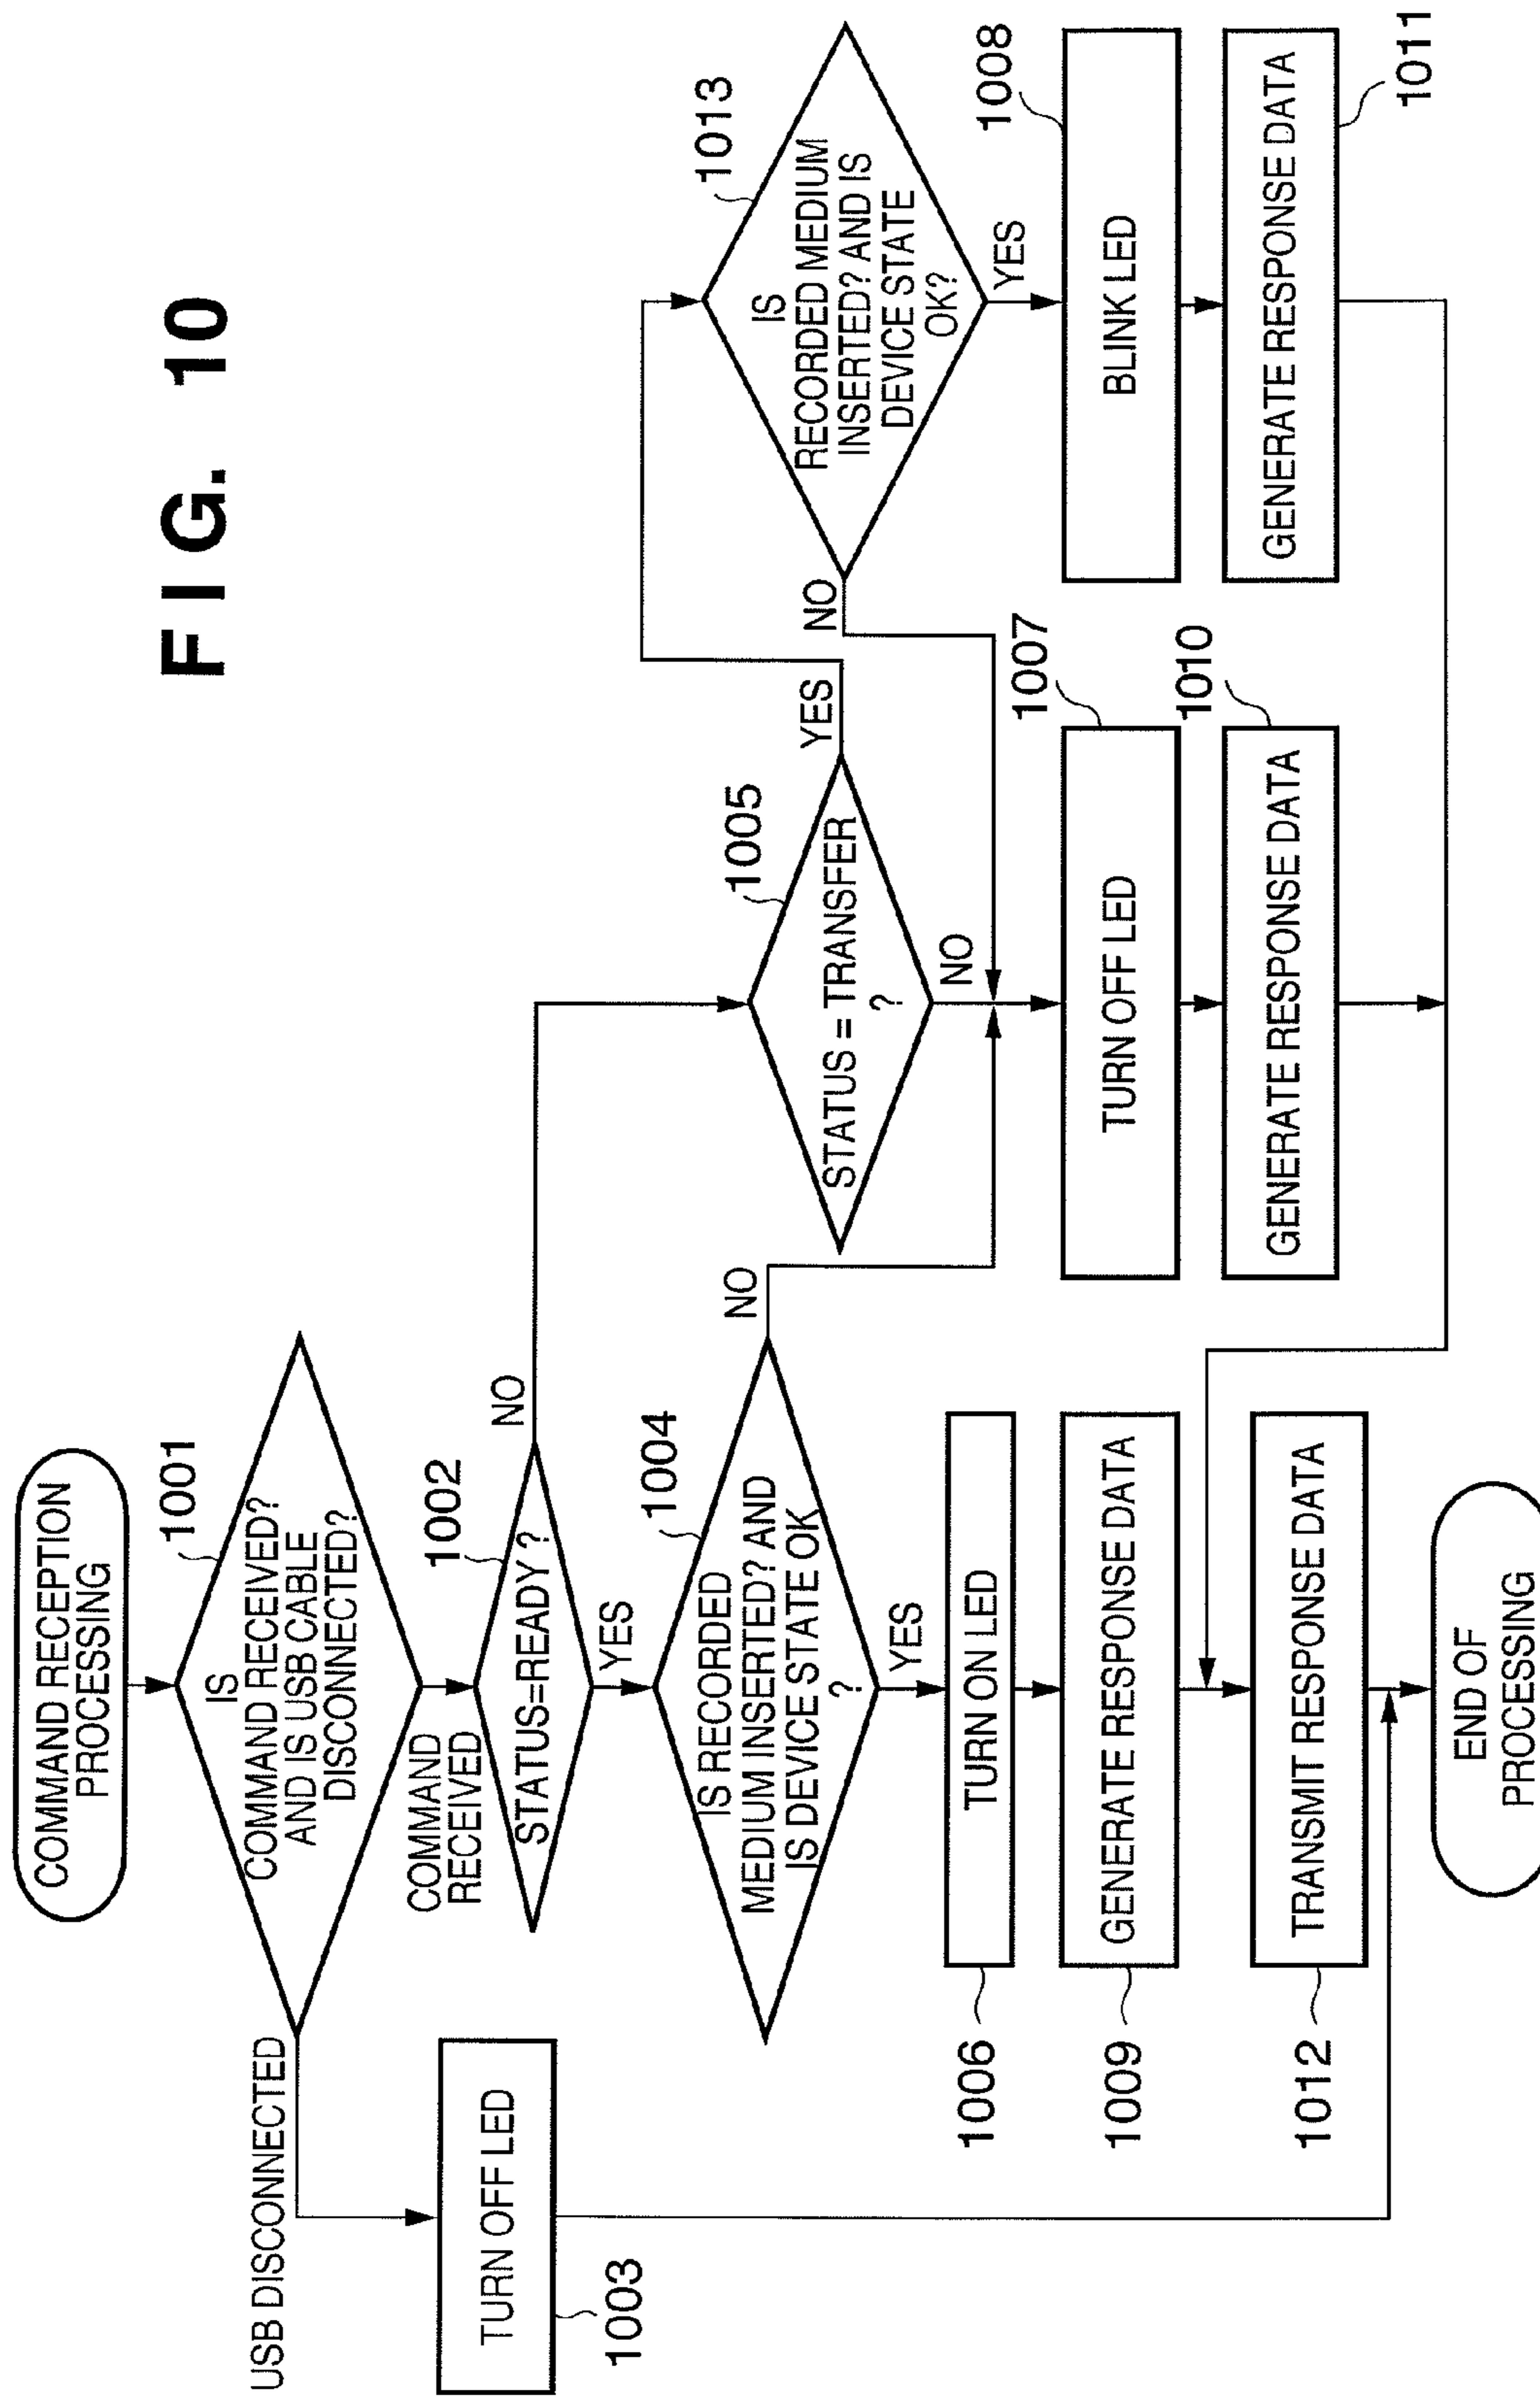 FIG. 10
COMMAND RECEPTION
PROCESSING
1001
IS
COMMAND RECEIVED?
AND IS USB CABLE
DISCONNECTED?
USB DISCONNECTED
COMMAND
RECEIVED
TURN OFF LED
1003
1002
STATUS=READY ?
NO
YES
1004
IS RECORDED
MEDIUM INSERTED? AND
IS DEVICE STATE OK
?
NO
YES
1005
STATUS = TRANSFER
?
YES
NO
1013
IS
RECORDED MEDIUM
INSERTED? AND IS
DEVICE STATE
OK?
NO
YES
1006
TURN ON LED
1007
TURN OFF LED
1008
BLINK LED
1009
GENERATE RESPONSE DATA
1010
GENERATE RESPONSE DATA
GENERATE RESPONSE DATA
1011
1012
TRANSMIT RESPONSE DATA
END OF
PROCESSING